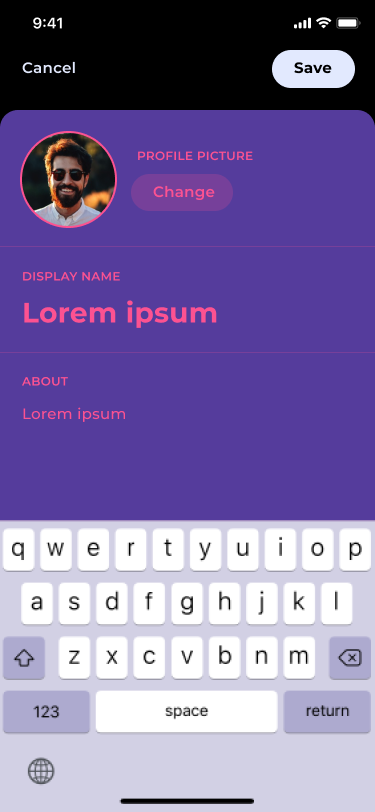 9:41
Cancel
Save
PROFILE PICTURE
Change
DISPLAY NAME
Lorem ipsum
ABOUT
Lorem ipsum
q w e r t y u i o p
a s d f g h j k l
z x c v b n m
123 space return